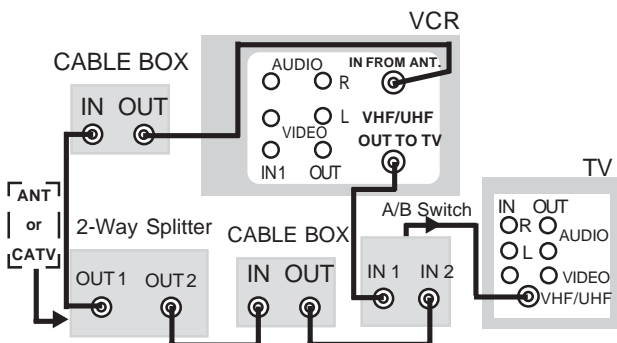 VCR
CABLE BOX
IN OUT
AUDIO
R
IN FROM ANT.
L
VIDEO
IN1 OUT
VHF/UHF
OUT TO TV
ANT
or
CATV
2-Way Splitter
OUT 1 OUT 2
CABLE BOX
IN OUT
A/B Switch
IN 1 IN 2
TV
IN OUT
R
AUDIO
L
VIDEO
VHF/UHF